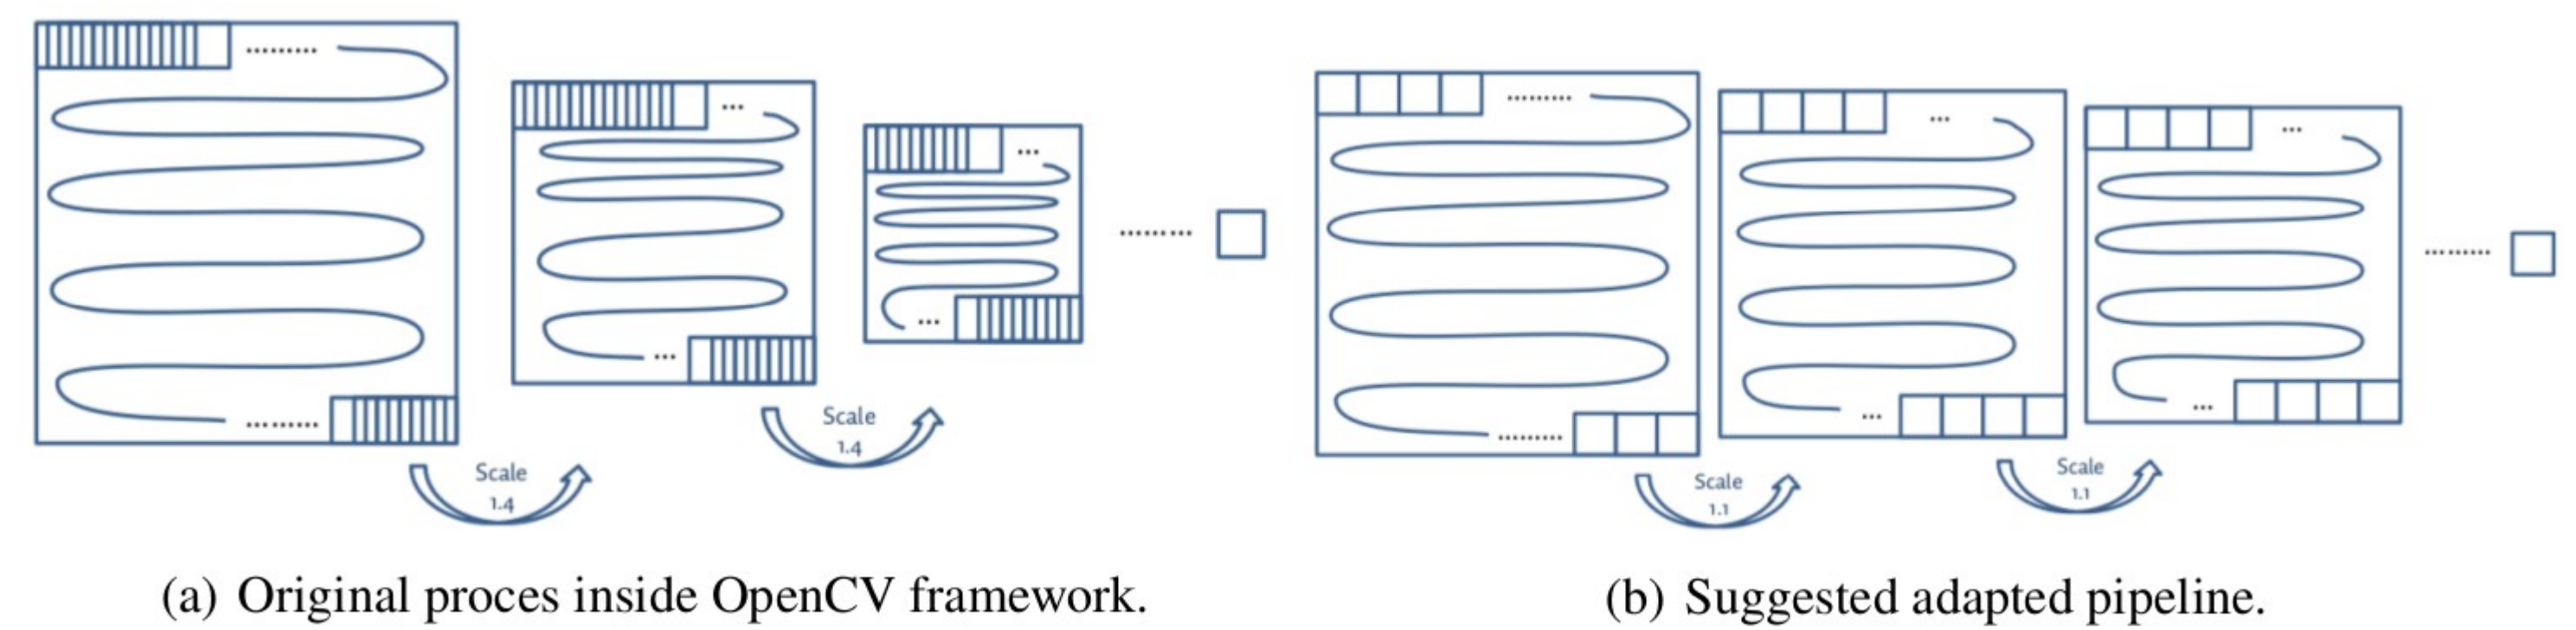 Scale
1.4
Scale
1.4
(a) Original proces inside OpenCV framework.
Scale
1.1
Scale
1.1
(b) Suggested adapted pipeline.